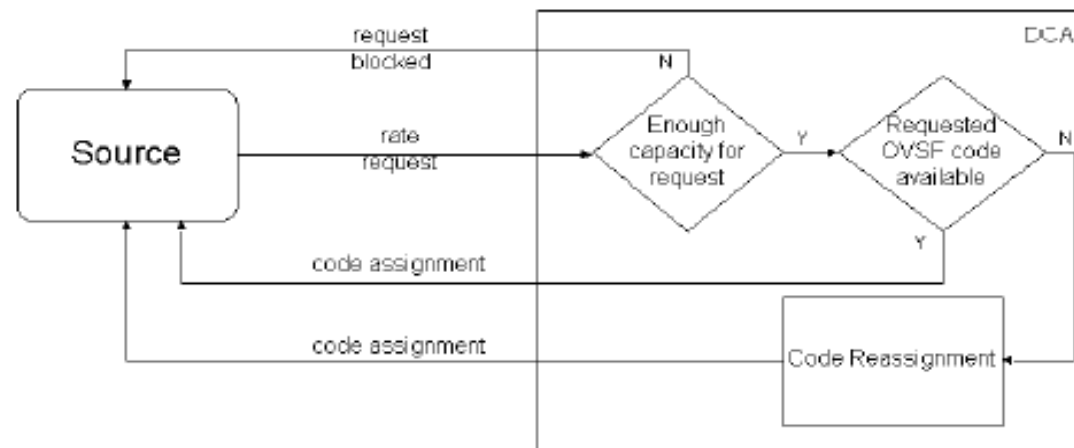 DCA
request
blocked
N
Source
rate
request
Enough
capacity for
request
Y
Requested
OVSF code
available
N
Y
code assignment
code assignment
Code Reassignment